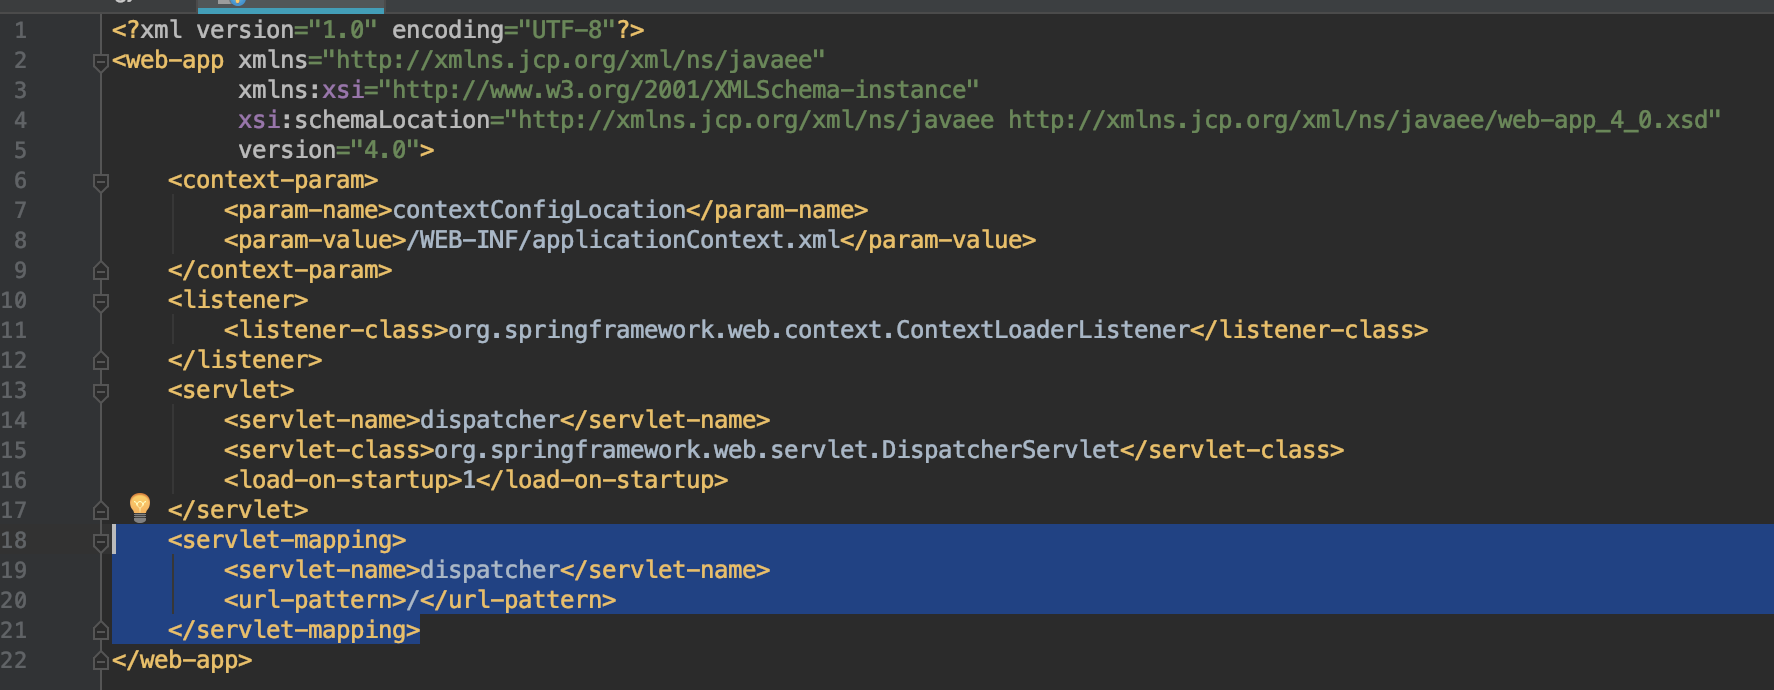 1 <?xml version="1.0" encoding="UTF-8"?>
2 <web-app xmlns="http://xmlns.jcp.org/xml/ns/javaee"
3 xmlns:xsi="http://www.w3.org/2001/XMLSchema-instance"
4 xsi:schemaLocation="http://xmlns.jcp.org/xml/ns/javaee http://xmlns.jcp.org/xml/ns/javaee/web-app_4_0.xsd"
5 version="4.0">
6 <context-param>
7 <param-name>contextConfigLocation</param-name>
8 <param-value>/WEB-INF/applicationContext.xml</param-value>
9 </context-param>
10 <listener>
11 <listener-class>org.springframework.web.context.ContextLoaderListener</listener-class>
12 </listener>
13 <servlet>
14 <servlet-name>dispatcher</servlet-name>
15 <servlet-class>org.springframework.web.servlet.DispatcherServlet</servlet-class>
16 <load-on-startup>1</load-on-startup>
17 </servlet>
18 <servlet-mapping>
19 <servlet-name>dispatcher</servlet-name>
20 <url-pattern>/</url-pattern>
21 </servlet-mapping>
22 </web-app>